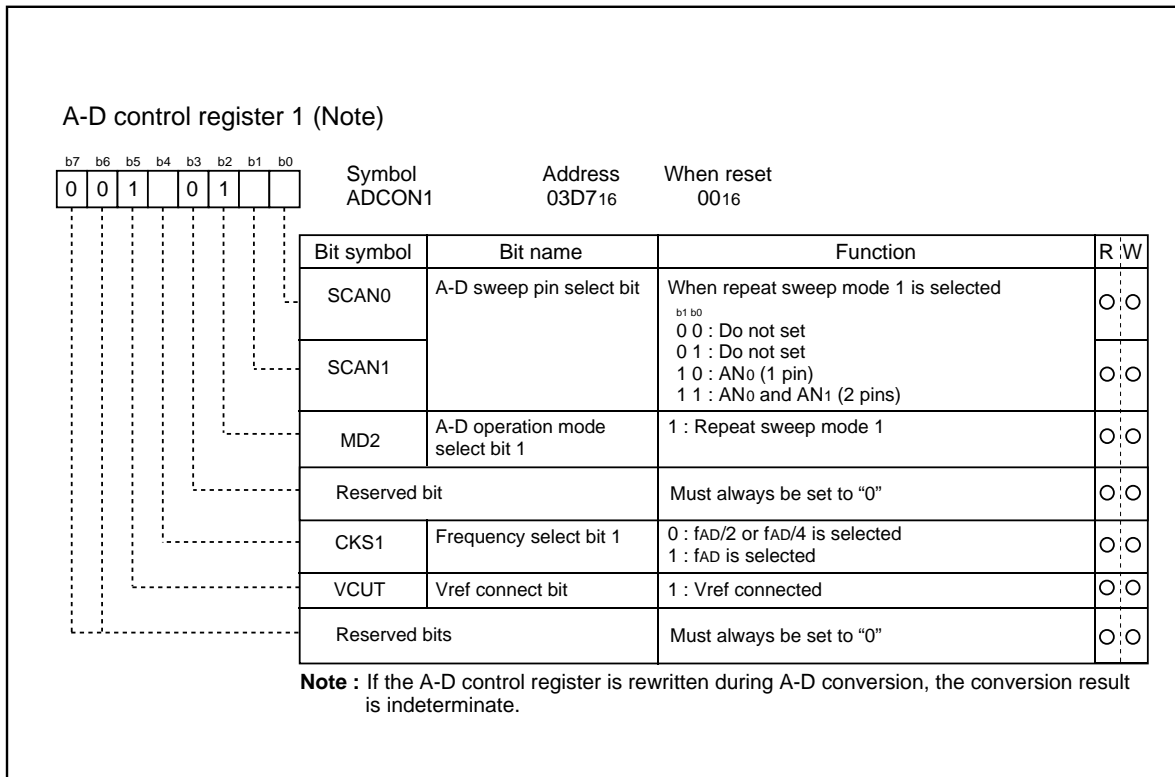 A-D control register 1 (Note)
b7 b6 b5 b4 b3 b2 b1 b0
0 0 1 0 1
Symbol Address When reset
ADCON1 03D716 0016
Bit symbol Bit name Function R W
SCAN0 A-D sweep pin select bit When repeat sweep mode 1 is selected
b1 b0
0 0 : Do not set
0 1 : Do not set
SCAN1 1 0 : AN0 (1 pin)
1 1 : AN0 and AN1 (2 pins)
MD2 A-D operation mode
select bit 1
1 : Repeat sweep mode 1
Reserved bit Must always be set to “0”
CKS1 Frequency select bit 1 0 : fAD/2 or fAD/4 is selected
1 : fAD is selected
VCUT Vref connect bit 1 : Vref connected
Reserved bits Must always be set to “0”
Note : If the A-D control register is rewritten during A-D conversion, the conversion result
is indeterminate.